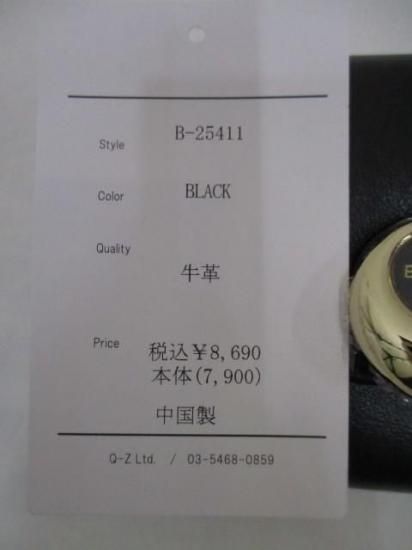 Style B-25411
Color BLACK
Quality
牛革
Price 税込¥8,690
本体(7,900)
中国製
Q-Z Ltd. / 03-5468-0859